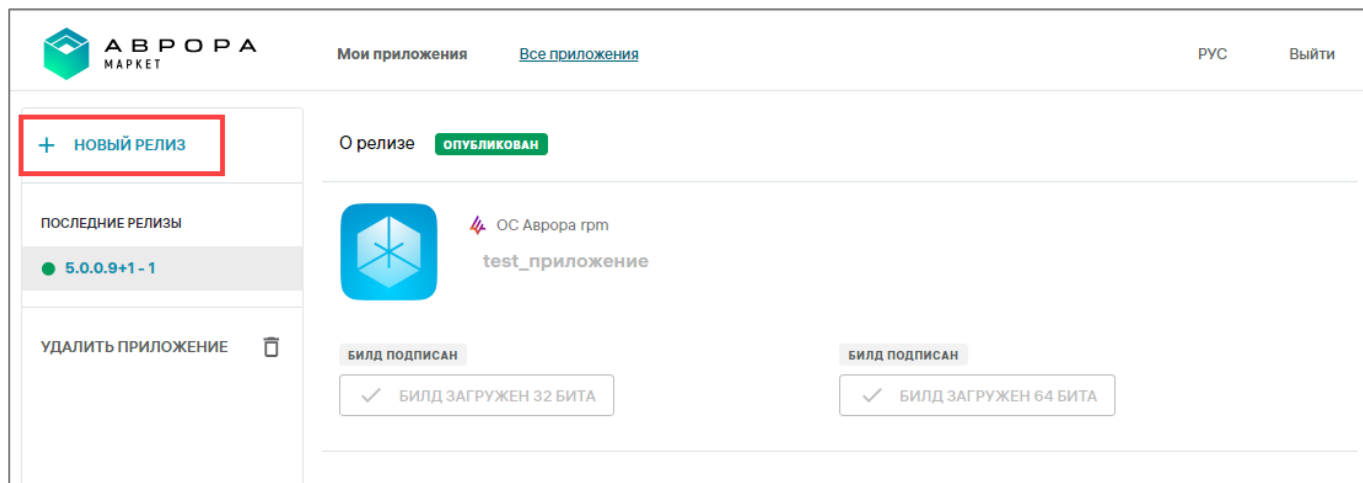 АВРОРА
МАРКЕТ
Мои приложения
Все приложения
РУС
Выйти
+ НОВЫЙ РЕЛИЗ
О релизе
ОПУБЛИКОВАН
ПОСЛЕДНИЕ РЕЛИЗЫ
5.0.0.9+1 - 1
УДАЛИТЬ ПРИЛОЖЕНИЕ
ОС Аврора rpm
test_приложение
БИЛД ПОДПИСАН
БИЛД ЗАГРУЖЕН 32 БИТА
БИЛД ПОДПИСАН
БИЛД ЗАГРУЖЕН 64 БИТА